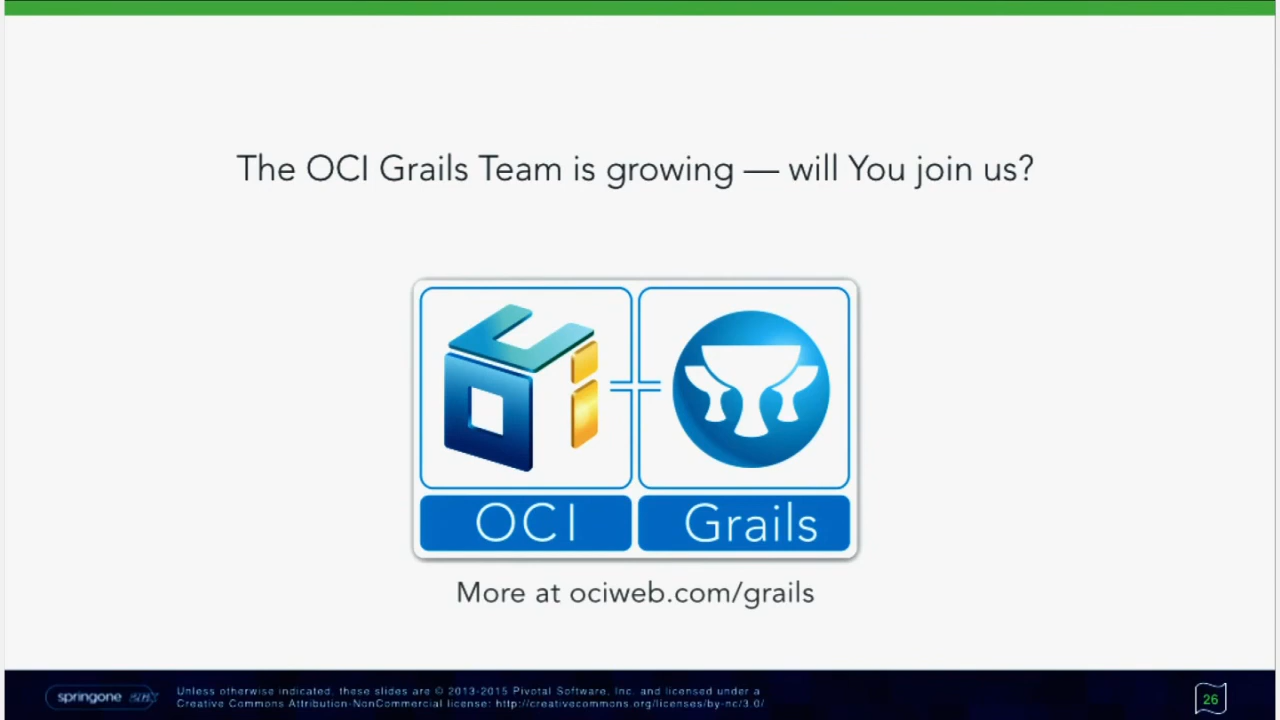 The OCI Grails Team is growing — will You join us?
OCI
Grails
More at ociweb.com/grails
springone
Unless otherwise indicated, these slides are © 2013-2015 Pivotal Software, Inc. and licensed under a
Creative Commons Attribution-NonCommercial license: http://creativecommons.org/licenses/by-nc/3.0/
26